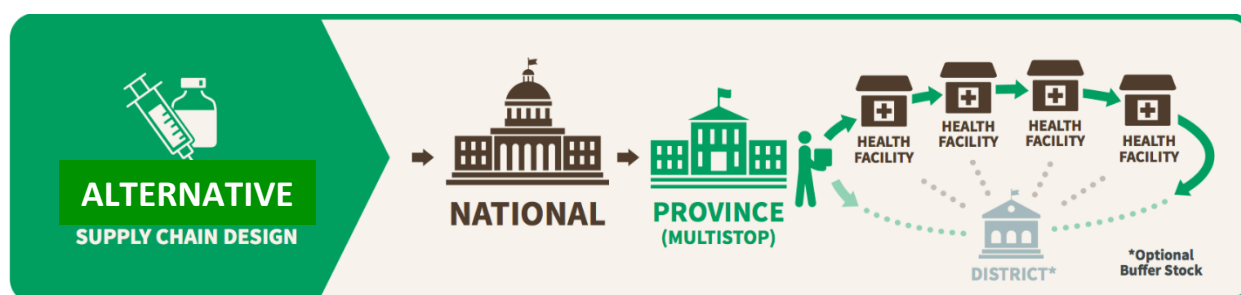 ALTERNATIVE
SUPPLY CHAIN DESIGN
NATIONAL
PROVINCE
(MULTISTOP)
HEALTH
FACILITY
HEALTH
FACILITY
HEALTH
FACILITY
HEALTH
FACILITY
DISTRICT*
*Optional
Buffer Stock